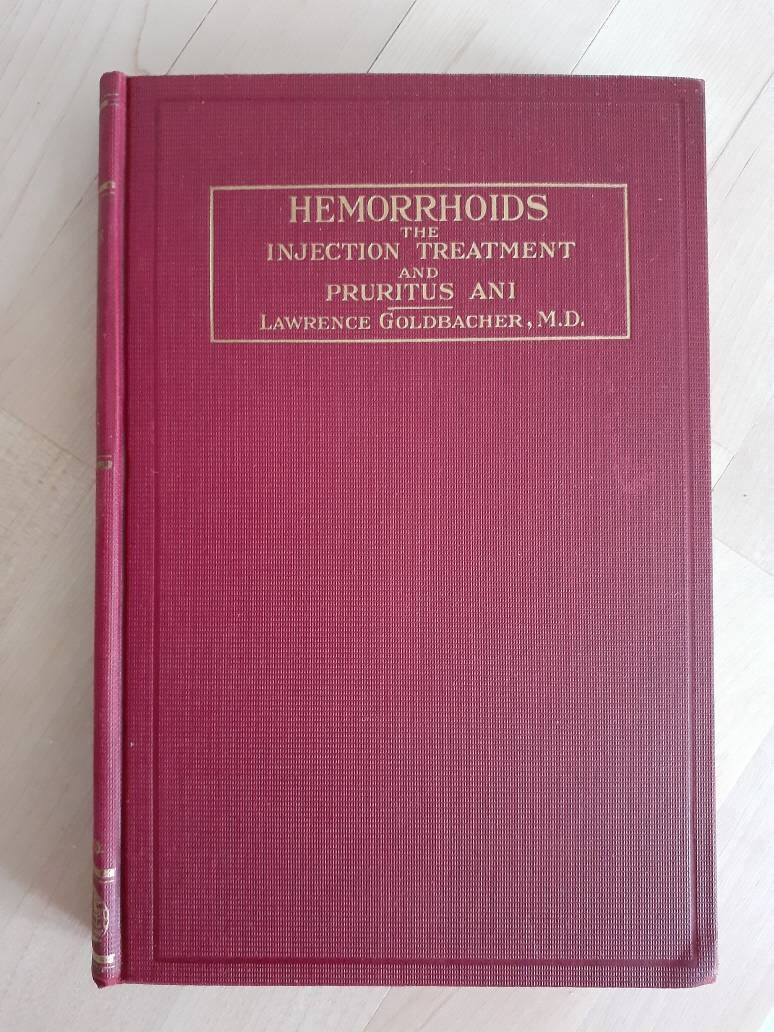 HEMORRHOIDS
THE
INJECTION TREATMENT
AND
PRURITUS ANI
LAWRENCE GOLDBACHER, M.D.